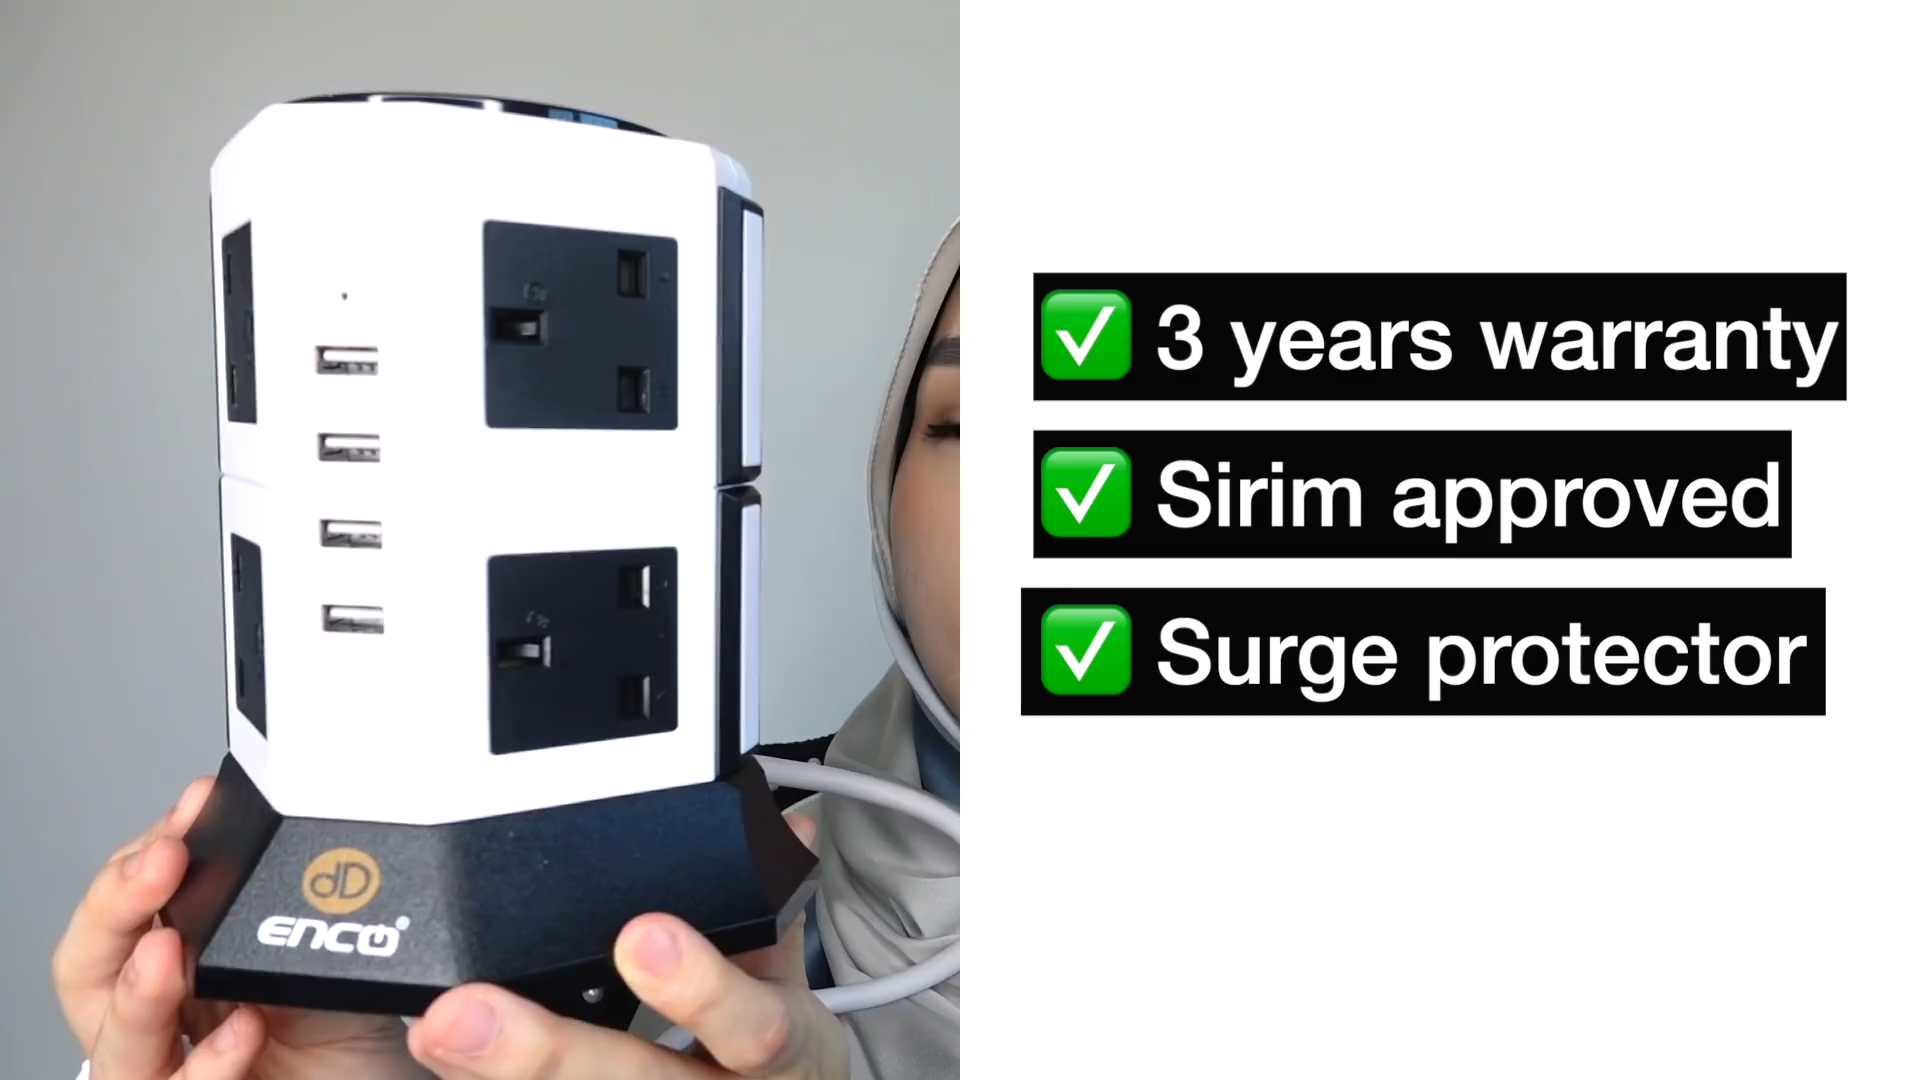 dD
enco
✅ 3 years warranty
✅ Sirim approved
✅ Surge protector